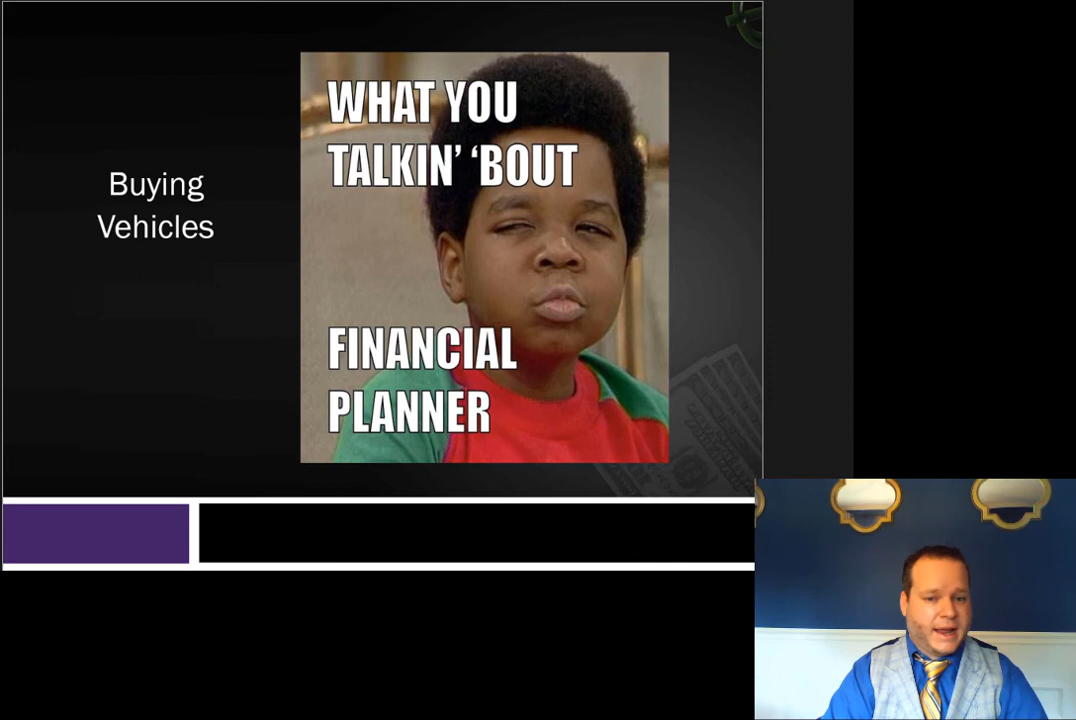 Buying
Vehicles
WHAT YOU
TALKIN' ‘BOUT
FINANCIAL
PLANNER